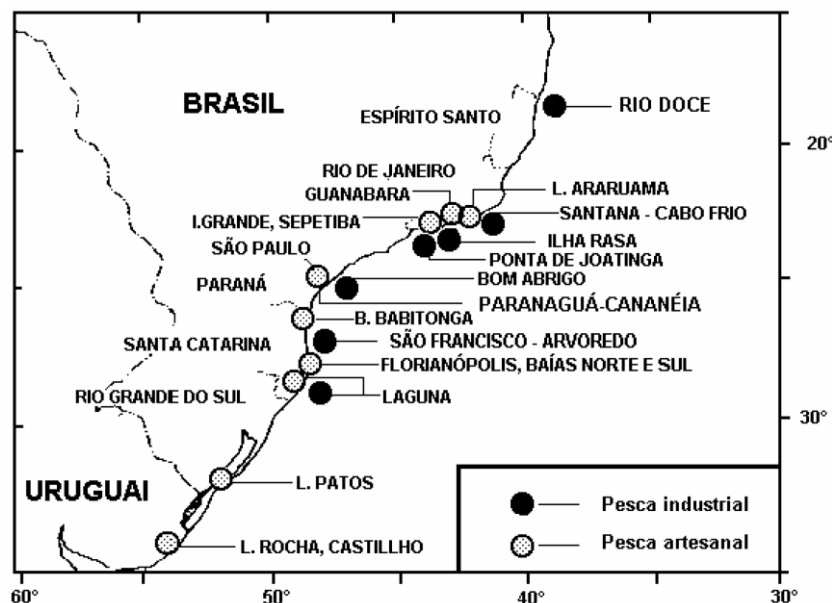 BRASIL
RIO DOCE
ESPÍRITO SANTO
20°
RIO DE JANEIRO
L. ARARUAMA
GUANABARA
SANTANA - CABO FRIO
I.GRANDE, SEPETIBA
ILHA RASA
SÃO PAULO
PONTA DE JOATINGA
BOM ABRIGO
PARANÁ
PARANAGUÁ-CANANÉIA
B. BABITONGA
SÃO FRANCISCO - ARVOREDO
SANTA CATARINA
FLORIANÓPOLIS, BAÍAS NORTE E SUL
RIO GRANDE DO SUL
LAGUNA
30°
L. PATOS
URUGUAI
Pesca industrial
Pesca artesanal
L. ROCHA, CASTILLHO
60°
50°
40°
30°